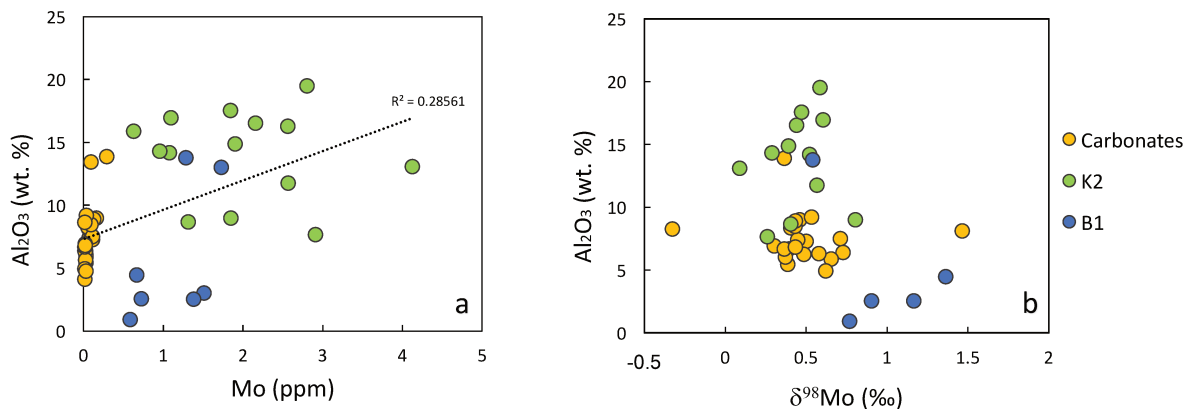 Al₂O₃ (wt. %)
25
20
15
10
5
0
0 1 2 3 4 5
Mo (ppm)
R² = 0.28561
a
Al₂O₃ (wt. %)
25
20
15
10
5
0
-0.5 0 0.5 1 1.5 2
δ⁹⁸Mo (‰)
b
Carbonates
K2
B1